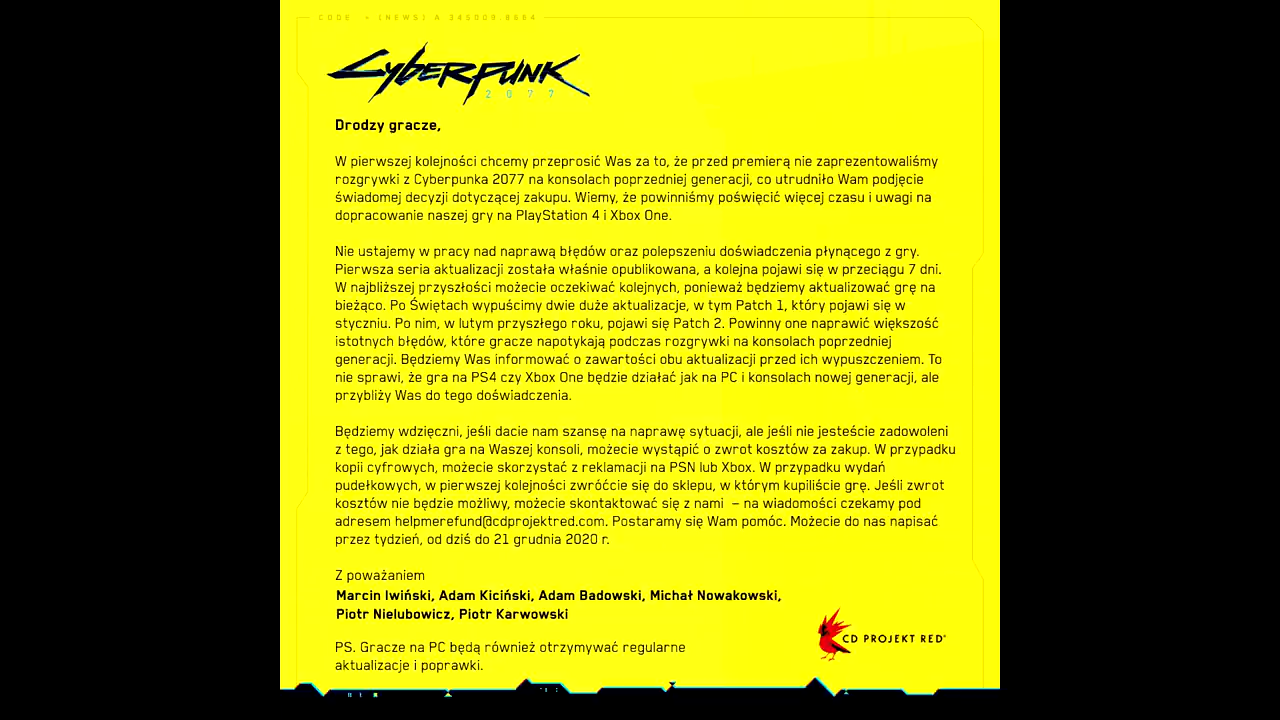 CODE - [NEWS] A 345009.8684
Cyberpunk
2077
Drodzy gracze,
W pierwszej kolejności chcemy przeprosić Was za to, że przed premierą nie zaprezentowaliśmy
rozgrywki z Cyberpunka 2077 na konsolach poprzedniej generacji, co utrudniło Wam podjęcie
świadomej decyzji dotyczącej zakupu. Wiemy, że powinniśmy poświęcić więcej czasu i uwagi na
dopracowanie naszej gry na PlayStation 4 i Xbox One.
Nie ustajemy w pracy nad naprawą błędów oraz polepszeniu doświadczenia płynącego z gry.
Pierwsza seria aktualizacji została właśnie opublikowana, a kolejna pojawi się w przeciągu 7 dni.
W najbliższej przyszłości możecie oczekiwać kolejnych, ponieważ będziemy aktualizować grę na
bieżąco. Po Świętach wypuścimy dwie duże aktualizacje, w tym Patch 1, który pojawi się w
styczniu. Po nim, w lutym przyszłego roku, pojawi się Patch 2. Powinny one naprawić większość
istotnych błędów, które gracze napotykają podczas rozgrywki na konsolach poprzedniej
generacji. Będziemy Was informować o zawartości obu aktualizacji przed ich wypuszczeniem. To
nie sprawi, że gra na PS4 czy Xbox One będzie działać jak na PC i konsolach nowej generacji, ale
przybliży Was do tego doświadczenia.
Będziemy wdzięczni, jeśli dacie nam szansę na naprawę sytuacji, ale jeśli nie jesteście zadowoleni
z tego, jak działa gra na Waszej konsoli, możecie wystąpić o zwrot kosztów za zakup. W przypadku
kopii cyfrowych, możecie skorzystać z reklamacji na PSN lub Xbox. W przypadku wydań
pudełkowych, w pierwszej kolejności zwróćcie się do sklepu, w którym kupiliście grę. Jeśli zwrot
kosztów nie będzie możliwy, możecie skontaktować się z nami – na wiadomości czekamy pod
adresem helpmerefund@cdprojektred.com. Postaramy się Wam pomóc. Możecie do nas napisać
przez tydzień, od dziś do 21 grudnia 2020 r.
Z poważaniem
Marcin Iwiński, Adam Kiciński, Adam Badowski, Michał Nowakowski,
Piotr Nielubowicz, Piotr Karwowski
CD PROJEKT RED®
PS. Gracze na PC będą również otrzymywać regularne
aktualizacje i poprawki.